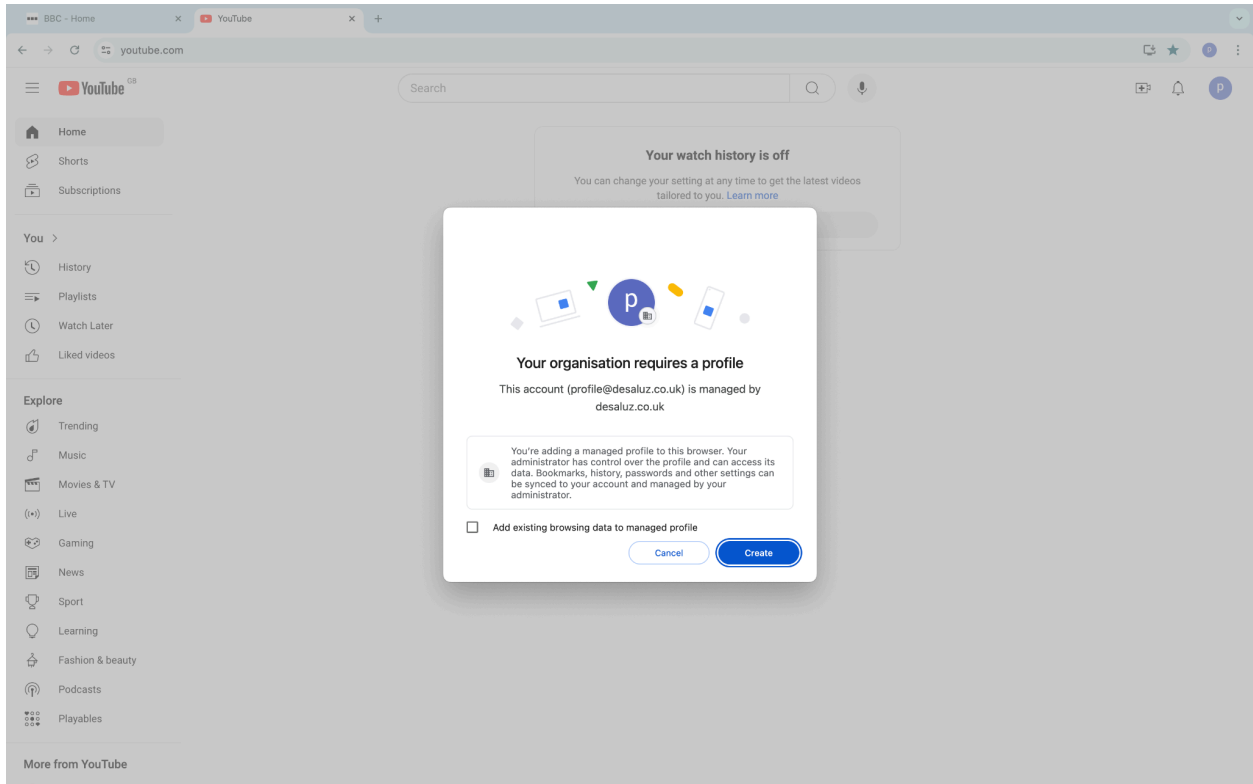 BBC - Home
YouTube
youtube.com
YouTube GB
Search
P
Home
Shorts
Subscriptions
You
History
Playlists
Watch Later
Liked videos
Explore
Trending
Music
Movies & TV
Live
Gaming
News
Sport
Learning
Fashion & beauty
Podcasts
Playables
More from YouTube
Your watch history is off
You can change your setting at any time to get the latest videos
tailored to you. Learn more
p
Your organisation requires a profile
This account (profile@desaluz.co.uk) is managed by
desaluz.co.uk
You're adding a managed profile to this browser. Your
administrator has control over the profile and can access its
data. Bookmarks, history, passwords and other settings can
be synced to your account and managed by your
administrator.
Add existing browsing data to managed profile
Cancel
Create